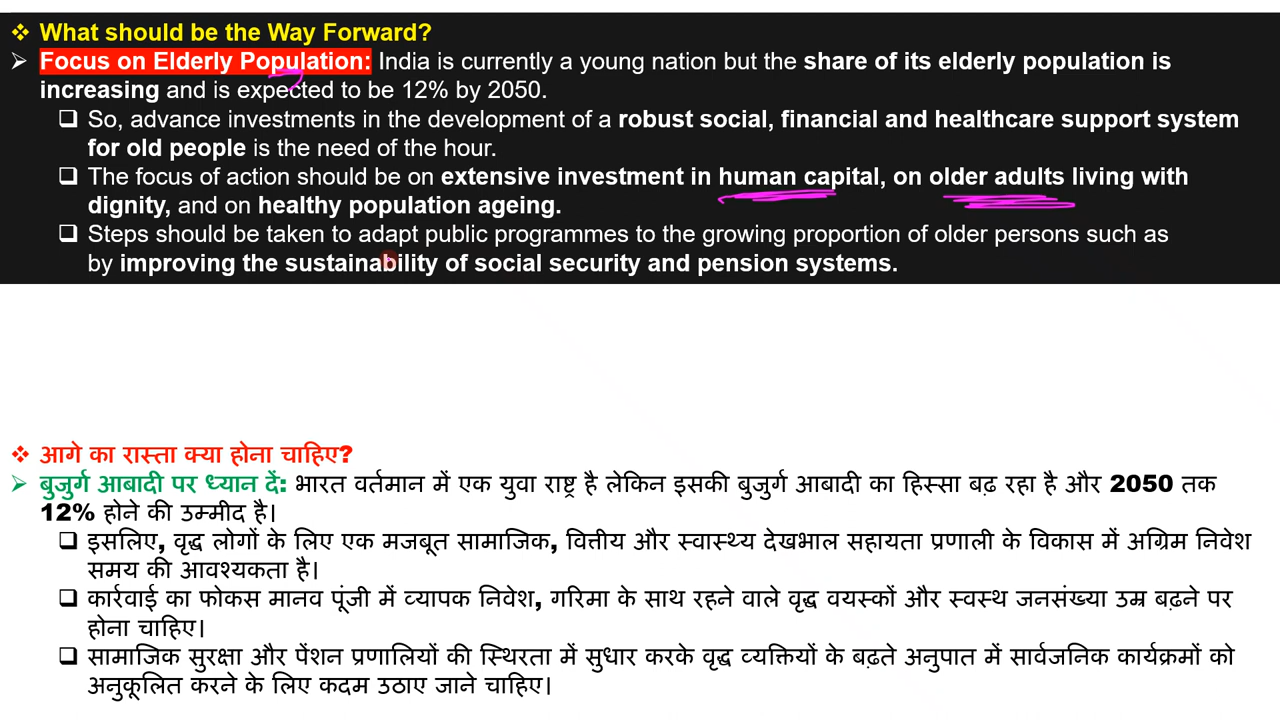 ❖ What should be the Way Forward?
➢ Focus on Elderly Population: India is currently a young nation but the share of its elderly population is
increasing and is expected to be 12% by 2050.
❑ So, advance investments in the development of a robust social, financial and healthcare support system
for old people is the need of the hour.
❑ The focus of action should be on extensive investment in human capital, on older adults living with
dignity, and on healthy population ageing.
❑ Steps should be taken to adapt public programmes to the growing proportion of older persons such as
by improving the sustainability of social security and pension systems.
❖ आगे का रास्ता क्या होना चाहिए?
➢ बुजुर्ग आबादी पर ध्यान दें: भारत वर्तमान में एक युवा राष्ट्र है लेकिन इसकी बुजुर्ग आबादी का हिस्सा बढ़ रहा है और 2050 तक
12% होने की उम्मीद है।
❑ इसलिए, वृद्ध लोगों के लिए एक मजबूत सामाजिक, वित्तीय और स्वास्थ्य देखभाल सहायता प्रणाली के विकास में अग्रिम निवेश
समय की आवश्यकता है।
❑ कार्रवाई का फोकस मानव पूंजी में व्यापक निवेश, गरिमा के साथ रहने वाले वृद्ध वयस्कों और स्वस्थ जनसंख्या उम्र बढ़ने पर
होना चाहिए।
❑ सामाजिक सुरक्षा और पेंशन प्रणालियों की स्थिरता में सुधार करके वृद्ध व्यक्तियों के बढ़ते अनुपात में सार्वजनिक कार्यक्रमों को
अनुकूलित करने के लिए कदम उठाए जाने चाहिए।